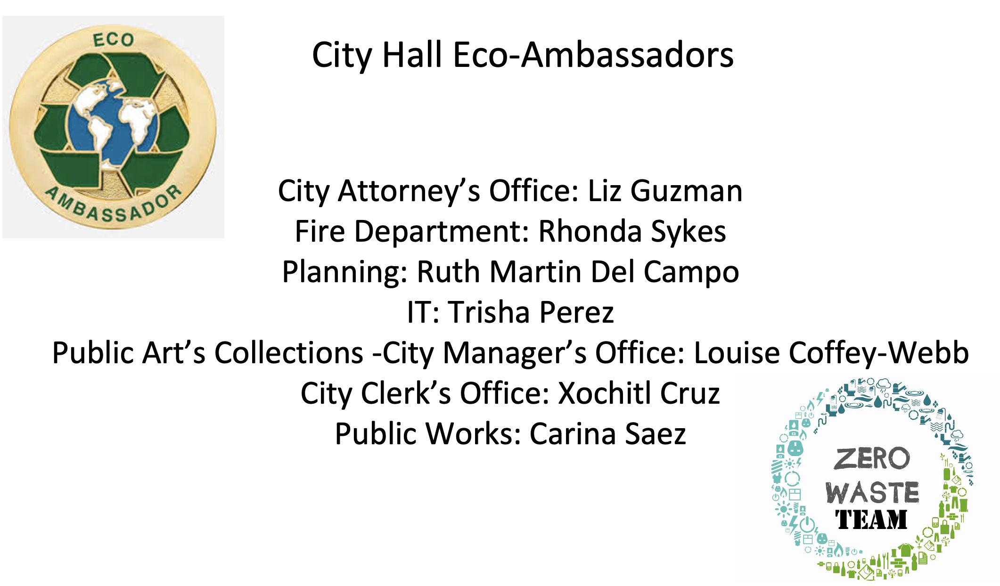 ECO
AMBASSADOR
City Hall Eco-Ambassadors
City Attorney’s Office: Liz Guzman
Fire Department: Rhonda Sykes
Planning: Ruth Martin Del Campo
IT: Trisha Perez
Public Art’s Collections -City Manager’s Office: Louise Coffey-Webb
City Clerk’s Office: Xochitl Cruz
Public Works: Carina Saez
ZERO
WASTE
TEAM